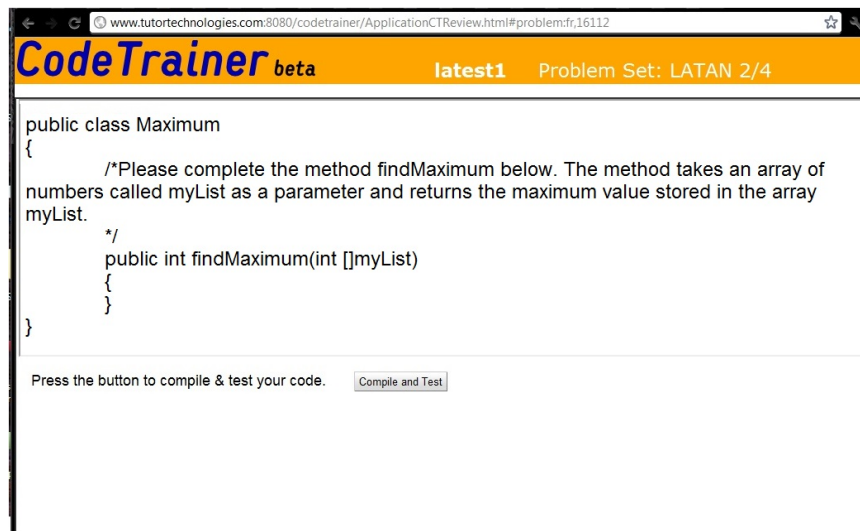 www.tutortechnologies.com:8080/codetrainer/ApplicationCTReview.html#problem:fr,16112
CodeTrainer beta latest1 Problem Set: LATAN 2/4
public class Maximum
{
/*Please complete the method findMaximum below. The method takes an array of
numbers called myList as a parameter and returns the maximum value stored in the array
myList.
*/
public int findMaximum(int []myList)
{
}
}
Press the button to compile & test your code. Compile and Test